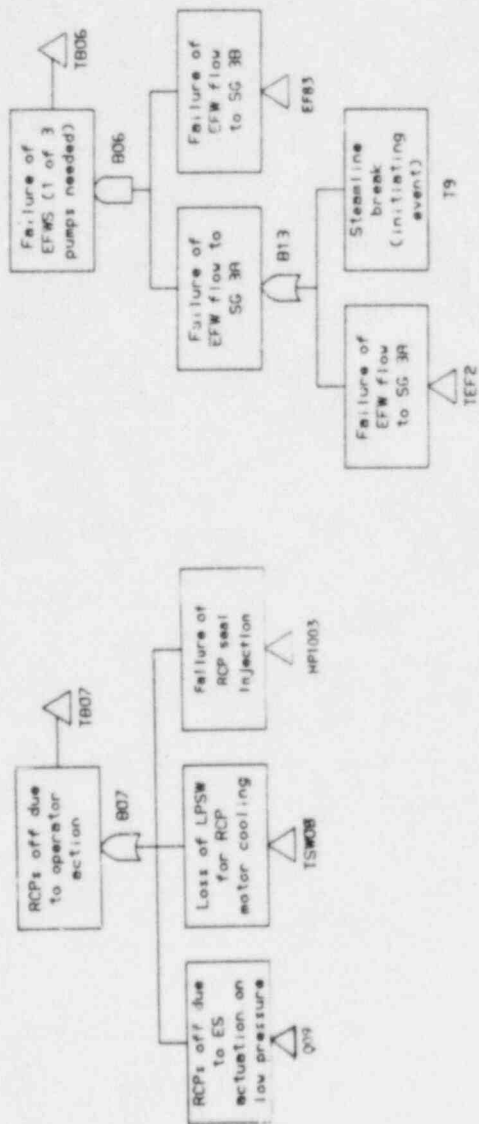 RCPs off due
to operator
action
TB07
B07
RCPs off due
to ES
actuation on
low pressure
Q09
Loss of LPSW
for RCP
motor cooling
TSW08
Failure of
RCP seal
injection
HPI003
Failure of
EFWS (1 of 3
pumps needed)
TB06
B06
Failure of
EFW flow to
SG 3A
B13
Failure of
EFW flow
to SG 3B
EF83
Failure of
EFW flow
to SG 3A
TEF2
Steamline
break
(initiating
event)
T9